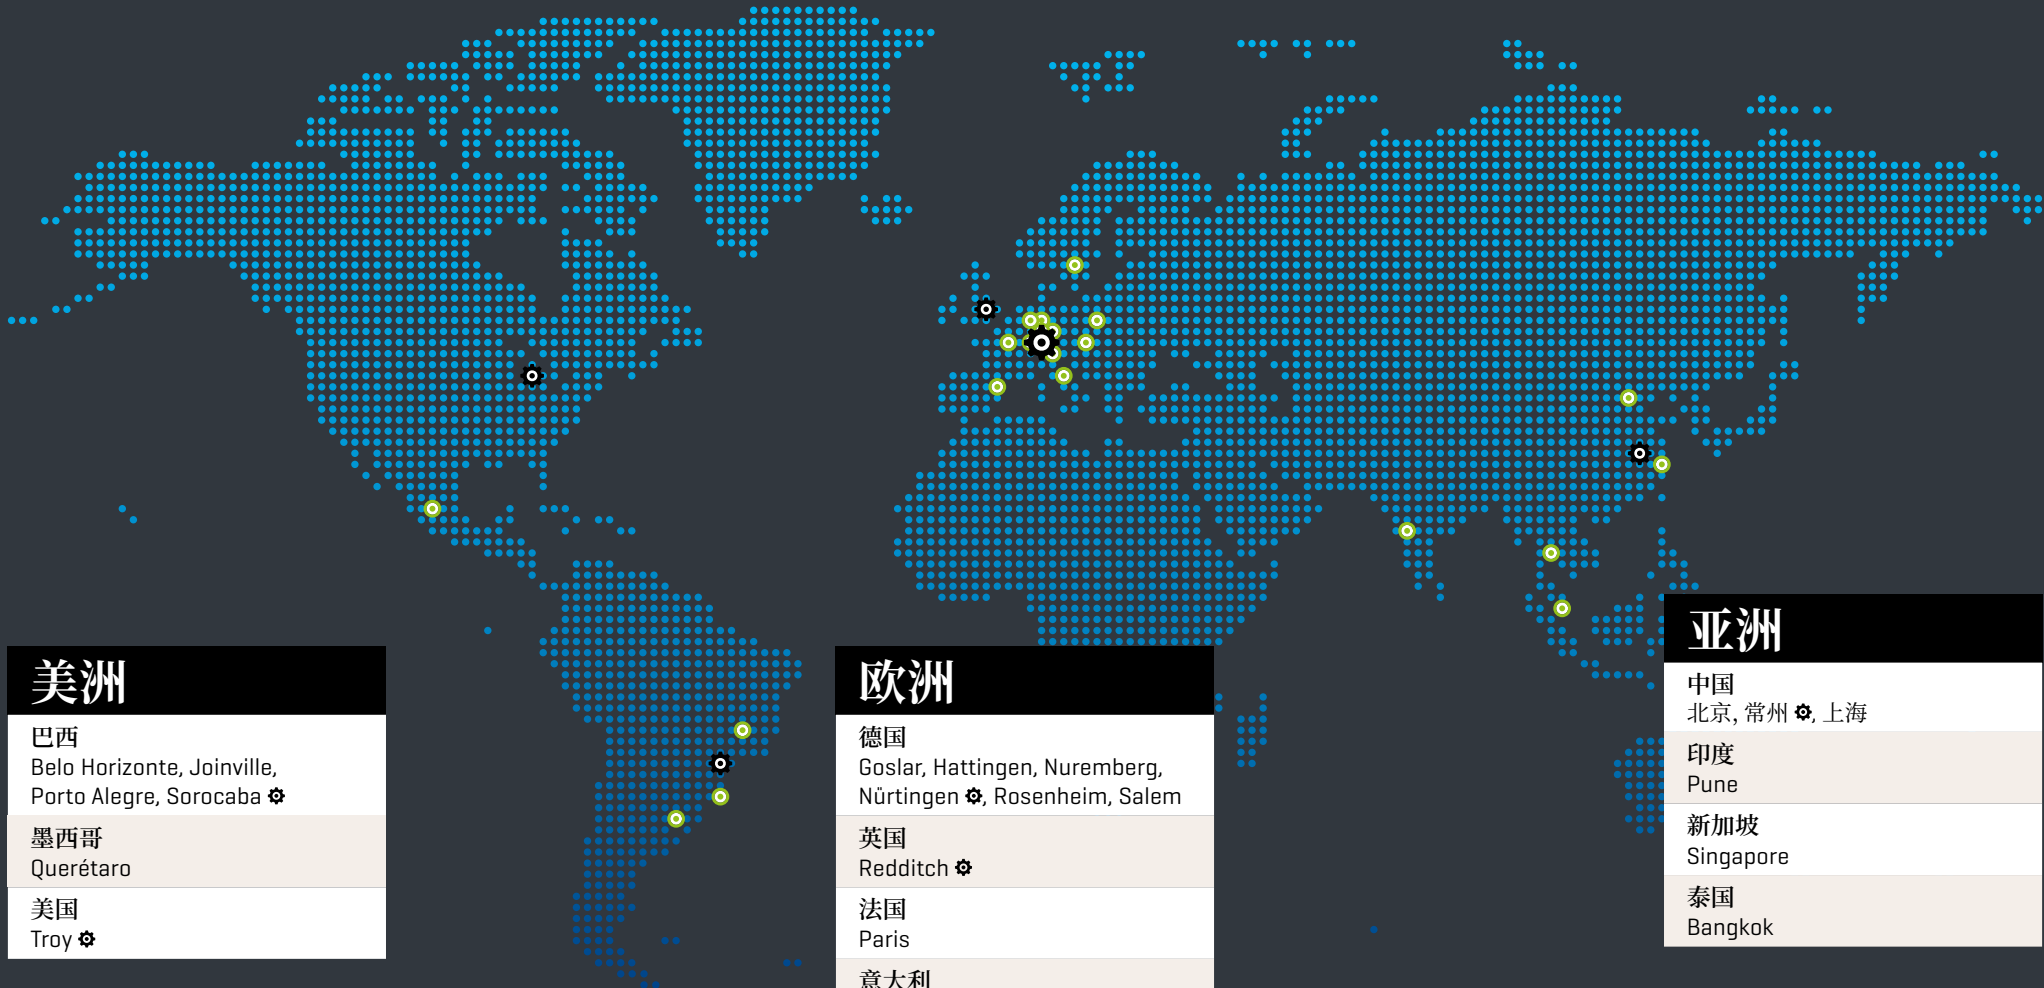 美洲
巴西
Belo Horizonte, Joinville,
Porto Alegre, Sorocaba
墨西哥
Querétaro
美国
Troy
欧洲
德国
Goslar, Hattingen, Nuremberg,
Nürtingen, Rosenheim, Salem
英国
Redditch
法国
Paris
意大利
亚洲
中国
北京, 常州, 上海
印度
Pune
新加坡
Singapore
泰国
Bangkok